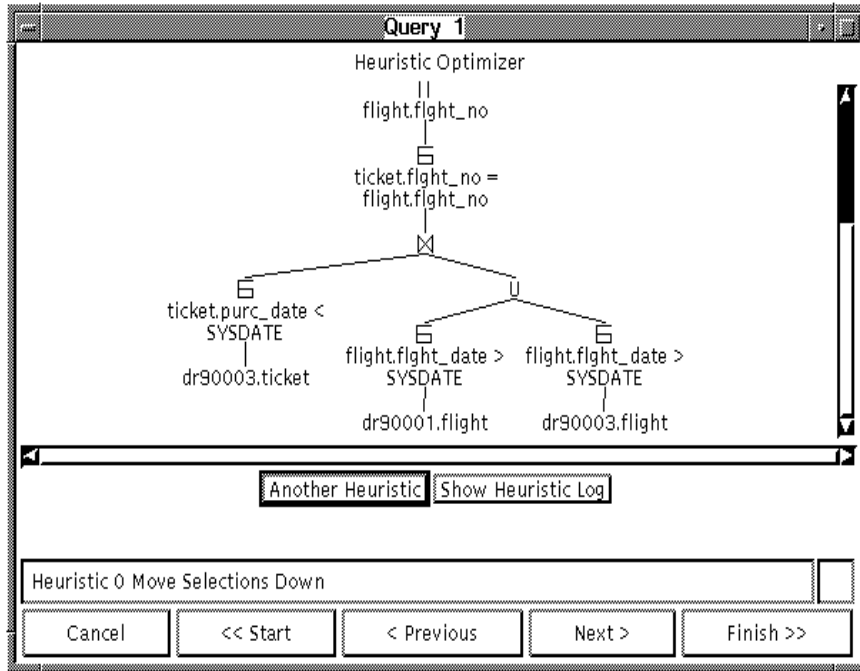 Query 1
Heuristic Optimizer
flight.flght_no
ticket.flght_no =
flight.flght_no
ticket.purc_date <
SYSDATE
dr90003.ticket
U
flight.flght_date >
SYSDATE
dr90001.flight
flight.flght_date >
SYSDATE
dr90003.flight
Another Heuristic
Show Heuristic Log
Heuristic 0 Move Selections Down
Cancel
<< Start
< Previous
Next >
Finish >>